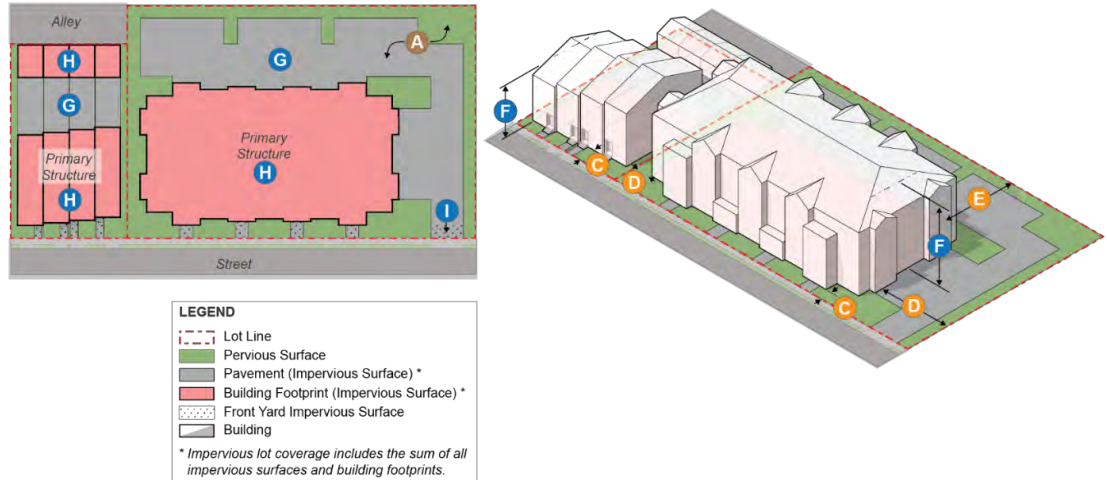 Alley
H
G
A
G
Primary
Structure
H
Primary
Structure
H
I
Street
F
C
D
E
F
C
D
LEGEND
Lot Line
Pervious Surface
Pavement (Impervious Surface) *
Building Footprint (Impervious Surface) *
Front Yard Impervious Surface
Building
* Impervious lot coverage includes the sum of all
impervious surfaces and building footprints.